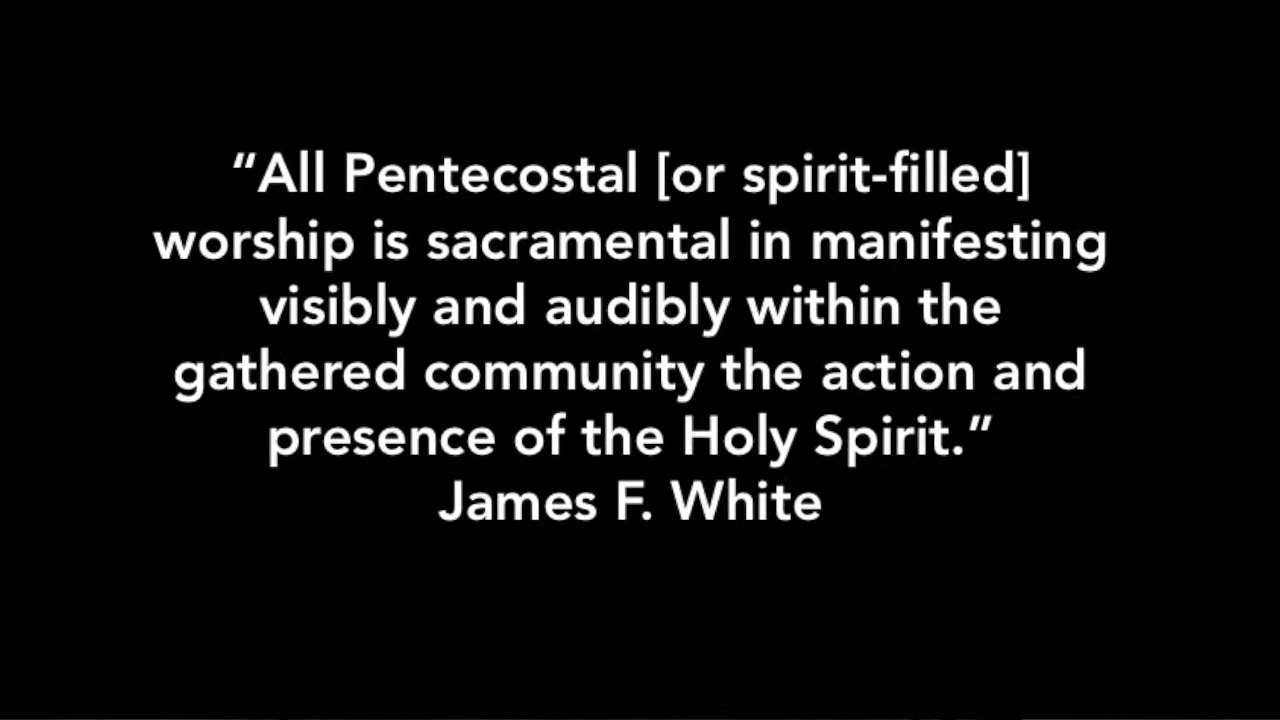 “All Pentecostal [or spirit-filled]
worship is sacramental in manifesting
visibly and audibly within the
gathered community the action and
presence of the Holy Spirit.”
James F. White